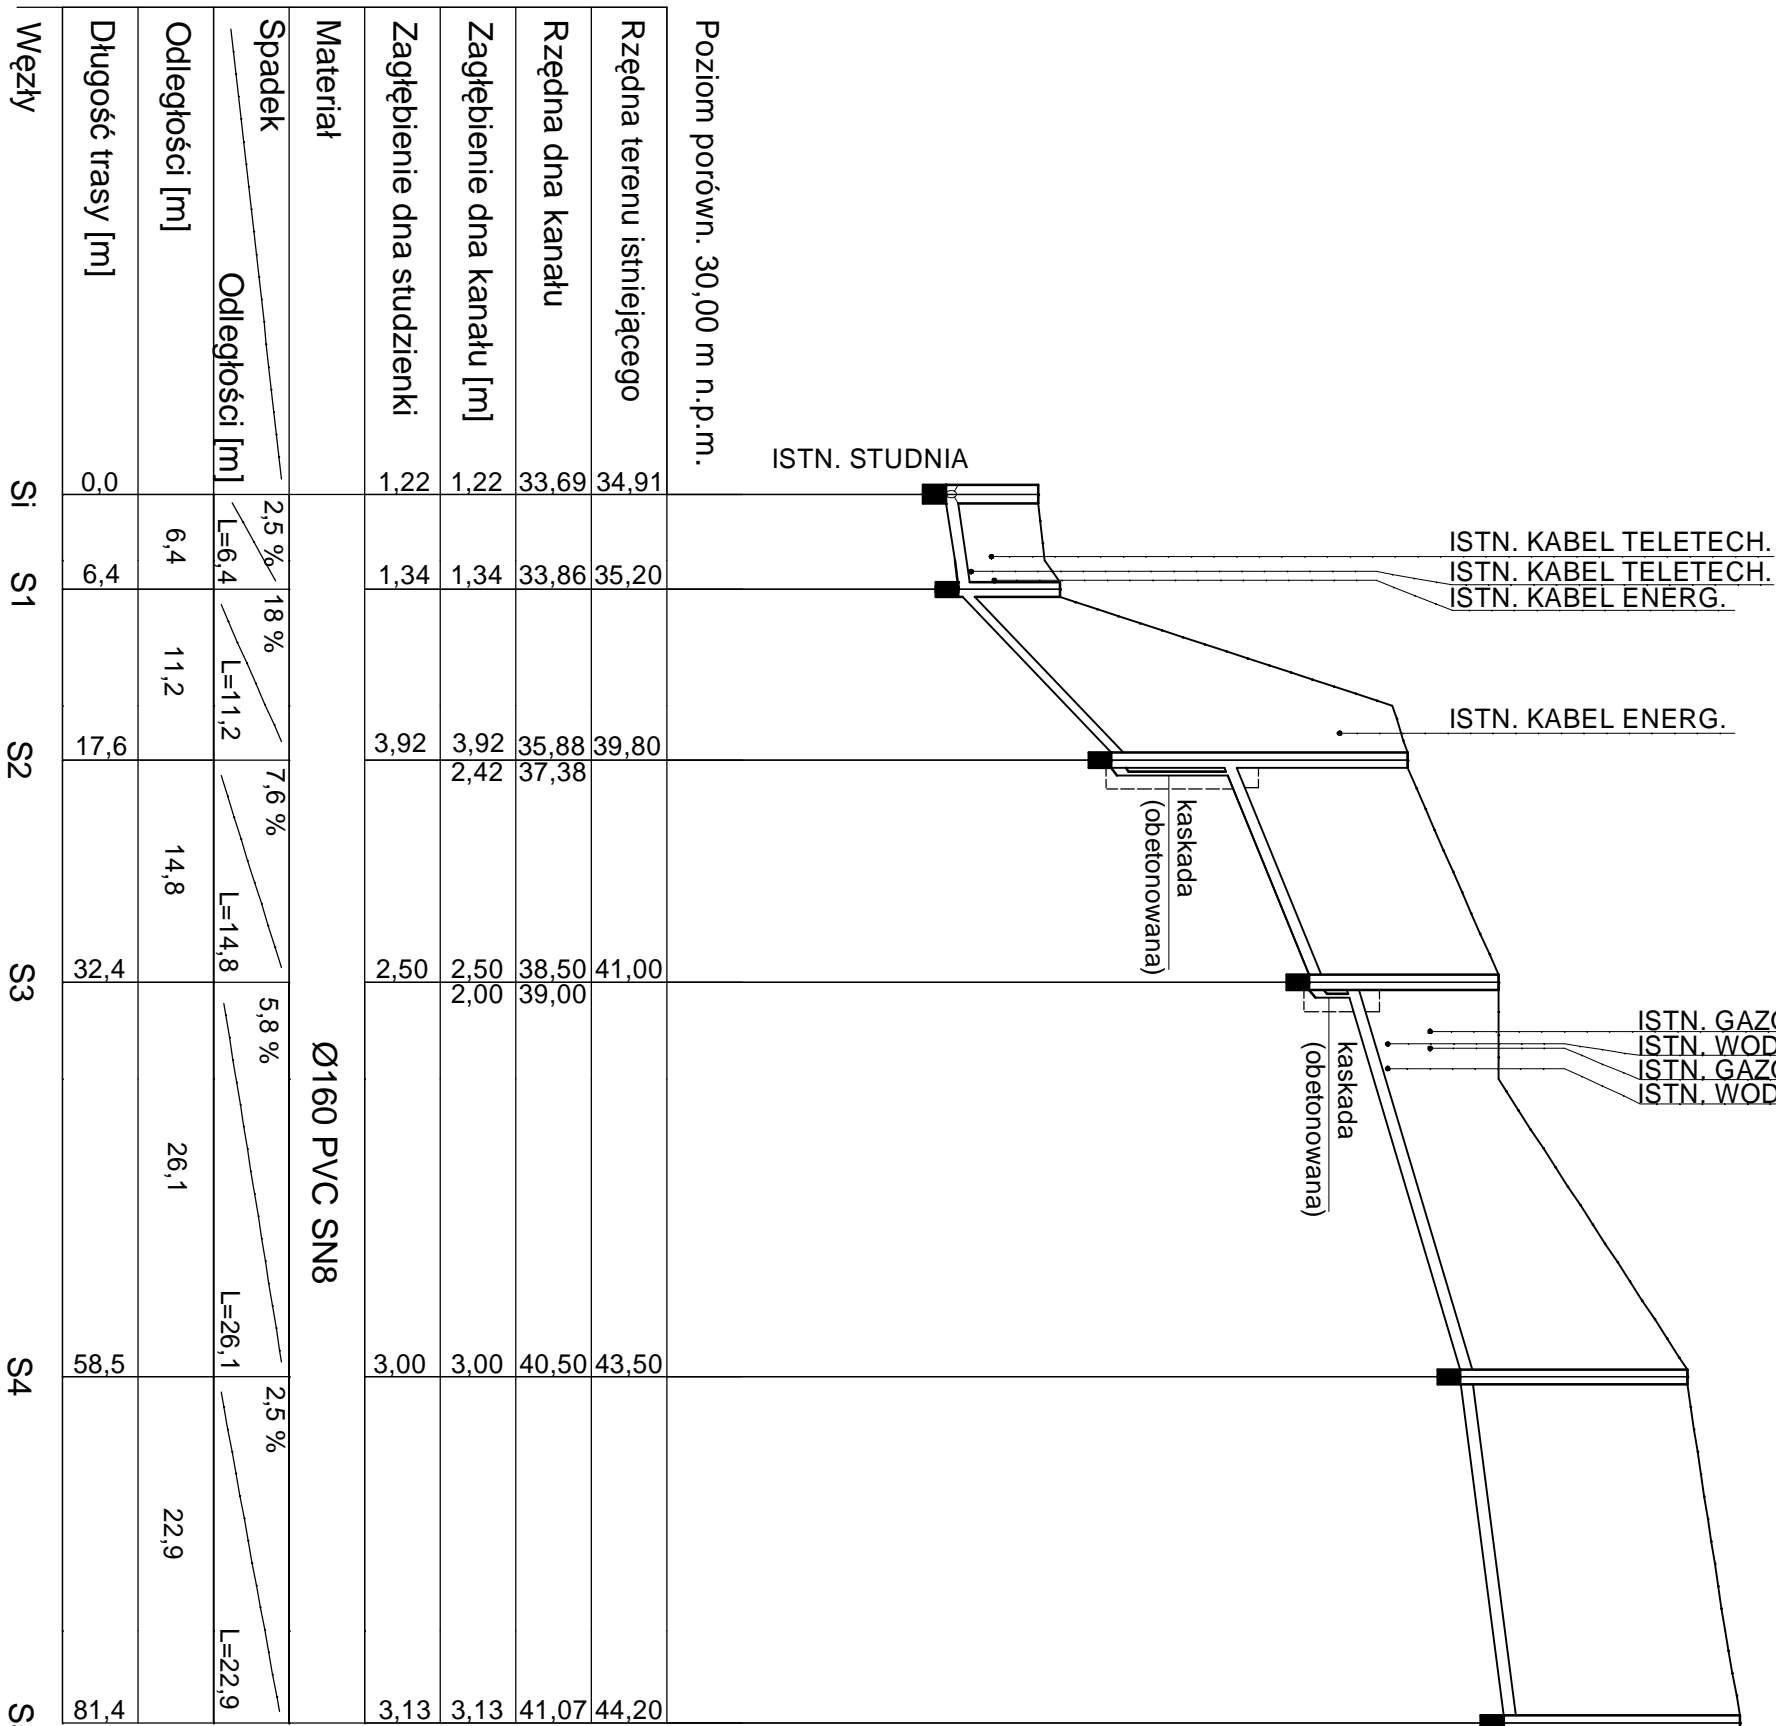 ISTN. STUDNIA
ISTN. KABEL TELETECH.
ISTN. KABEL TELETECH.
ISTN. KABEL ENERG.
ISTN. KABEL ENERG.
kaskada
(obetonowana)
kaskada
(obetonowana)
ISTN.
ISTN.
ISTN.
ISTN.
Poziom porówn. 30,00 m n.p.m.
Rzędna terenu istniejącego
34,91
35,20
39,80
41,00
43,50
44,20
Rzędna dna kanału
33,69
33,86
35,88
37,38
38,50
39,00
40,50
41,07
Zagłębienie dna kanału [m]
1,22
1,34
3,92
2,42
2,50
2,00
3,00
3,13
Zagłębienie dna studzienki
1,22
1,34
3,92
2,50
3,00
3,13
Materiał
Ø160 PVC SN8
Spadek
2,5 %
18 %
7,6 %
5,8 %
2,5 %
Odległości [m]
L=6,4
L=11,2
L=14,8
L=26,1
L=22,9
Odległości [m]
6,4
11,2
14,8
26,1
22,9
Długość trasy [m]
0,0
6,4
17,6
32,4
58,5
81,4
Węzły
Si
S1
S2
S3
S4